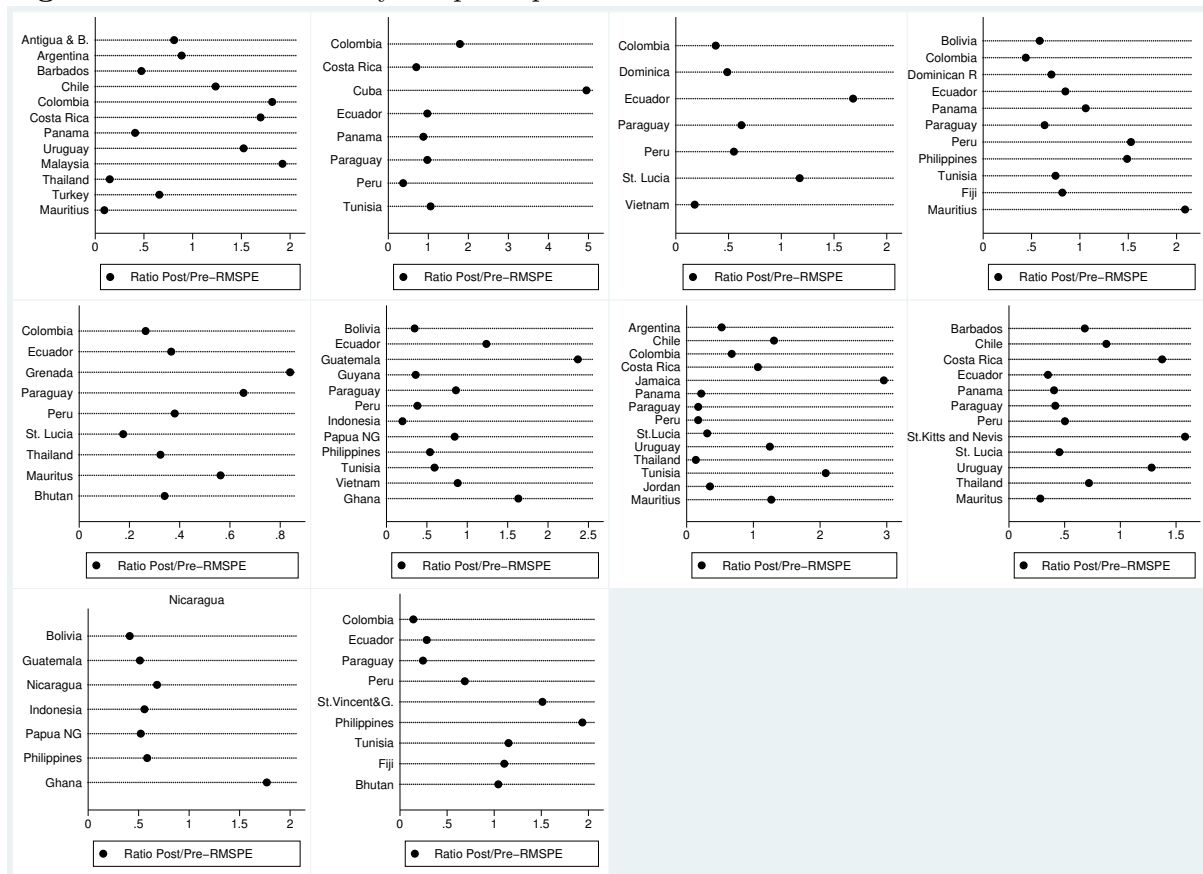 Antigua & B.
Argentina
Barbados
Chile
Colombia
Costa Rica
Panama
Uruguay
Malaysia
Thailand
Turkey
Mauritius
0 .5 1 1.5 2
Ratio Post/Pre−RMSPE
Colombia
Costa Rica
Cuba
Ecuador
Panama
Paraguay
Peru
Tunisia
0 1 2 3 4 5
Ratio Post/Pre−RMSPE
Colombia
Dominica
Ecuador
Paraguay
Peru
St. Lucia
Vietnam
0 .5 1 1.5 2
Ratio Post/Pre−RMSPE
Bolivia
Colombia
Dominican R
Ecuador
Panama
Paraguay
Peru
Philippines
Tunisia
Fiji
Mauritius
0 .5 1 1.5 2
Ratio Post/Pre−RMSPE
Colombia
Ecuador
Grenada
Paraguay
Peru
St. Lucia
Thailand
Mauritus
Bhutan
0 .2 .4 .6 .8
Ratio Post/Pre−RMSPE
Bolivia
Ecuador
Guatemala
Guyana
Paraguay
Peru
Indonesia
Papua NG
Philippines
Tunisia
Vietnam
Ghana
0 .5 1 1.5 2 2.5
Ratio Post/Pre−RMSPE
Argentina
Chile
Colombia
Costa Rica
Jamaica
Panama
Paraguay
Peru
St.Lucia
Uruguay
Thailand
Tunisia
Jordan
Mauritius
0 1 2 3
Ratio Post/Pre−RMSPE
Barbados
Chile
Costa Rica
Ecuador
Panama
Paraguay
Peru
St.Kitts and Nevis
St. Lucia
Uruguay
Thailand
Mauritus
0 .5 1 1.5
Ratio Post/Pre−RMSPE
Nicaragua
Bolivia
Guatemala
Nicaragua
Indonesia
Papua NG
Philippines
Ghana
0 .5 1 1.5 2
Ratio Post/Pre−RMSPE
Colombia
Ecuador
Paraguay
Peru
St.Vincent&G.
Philippines
Tunisia
Fiji
Bhutan
0 .5 1 1.5 2
Ratio Post/Pre−RMSPE